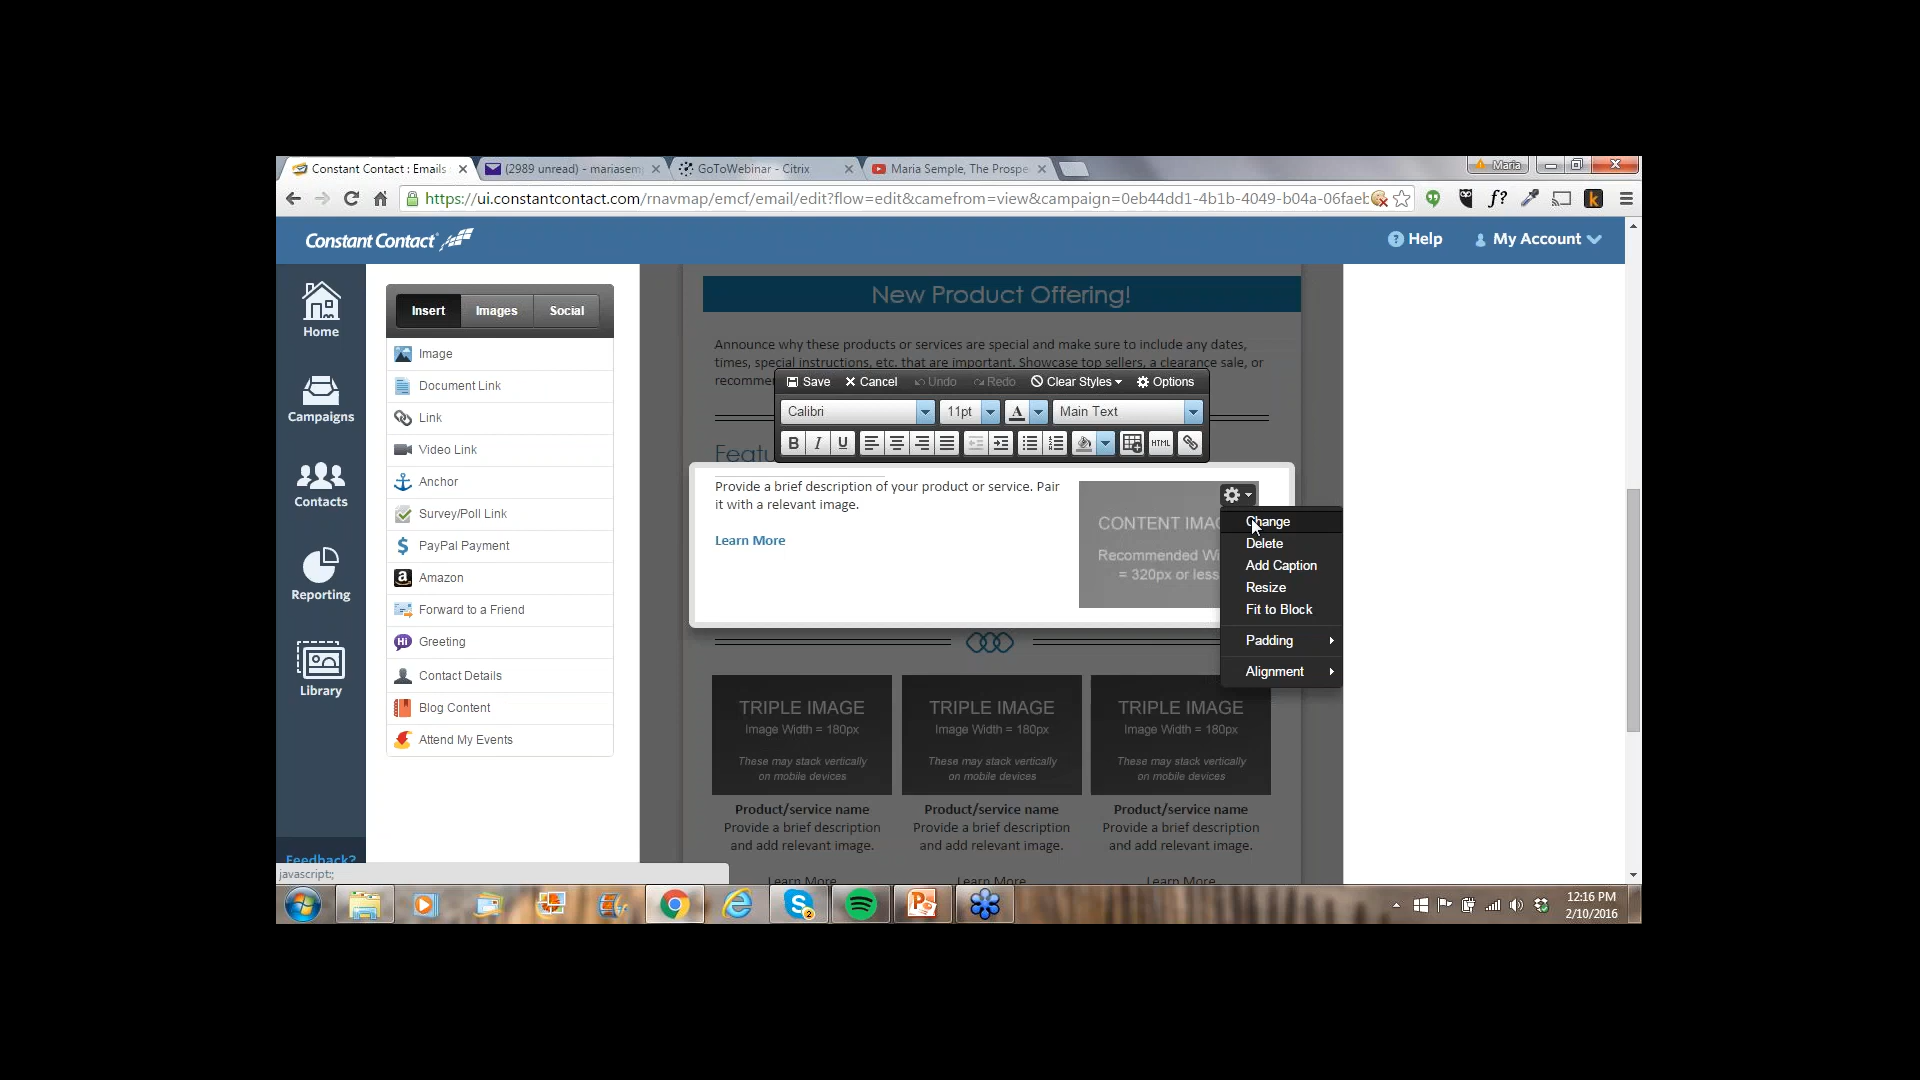 Constant Contact : Emails
(2989 unread) - mariasem
GoToWebinar - Citrix
Maria Semple, The Prospe
Maria
https://ui.constantcontact.com/rnavmap/emcf/email/edit?flow=edit&camefrom=view&campaign=0eb44dd1-4b1b-4049-b04a-06faeb
f?
k
Constant Contact
Help
My Account
Home
Campaigns
Contacts
Reporting
Library
Feedback?
Insert
Images
Social
Image
Document Link
Link
Video Link
Anchor
Survey/Poll Link
PayPal Payment
Amazon
Forward to a Friend
Greeting
Contact Details
Blog Content
Attend My Events
New Product Offering!
Announce why these products or services are special and make sure to include any dates,
times, special instructions, etc. that are important. Showcase top sellers, a clearance sale, or
recommen
Save
Cancel
Undo
Redo
Clear Styles
Options
Calibri
11pt
A
Main Text
B I U
HTML
Featu
Provide a brief description of your product or service. Pair
it with a relevant image.
Learn More
CONTENT IMA
Recommended Wi
= 320px or less
Change
Delete
Add Caption
Resize
Fit to Block
Padding
Alignment
TRIPLE IMAGE
Image Width = 180px
These may stack vertically
on mobile devices
Product/service name
Provide a brief description
and add relevant image.
Learn More
TRIPLE IMAGE
Image Width = 180px
These may stack vertically
on mobile devices
Product/service name
Provide a brief description
and add relevant image.
Learn More
TRIPLE IMAGE
Image Width = 180px
These may stack vertically
on mobile devices
Product/service name
Provide a brief description
and add relevant image.
Learn More
javascript:;
12:16 PM
2/10/2016